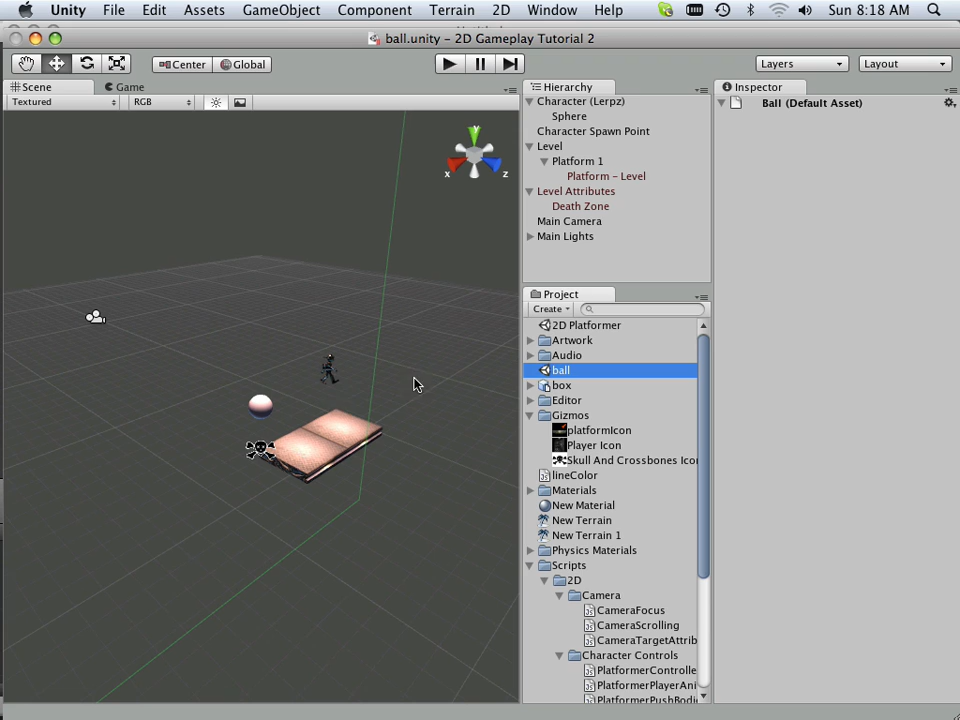 Unity File Edit Assets GameObject Component Terrain 2D Window Help Sun 8:18 AM
ball.unity - 2D Gameplay Tutorial 2
Center Global Layers Layout
Scene Game
Textured RGB
y
x z
Hierarchy
Character (Lerpz)
Sphere
Character Spawn Point
Level
Platform 1
Platform - Level
Level Attributes
Death Zone
Main Camera
Main Lights
Project
Create
2D Platformer
Artwork
Audio
ball
box
Editor
Gizmos
platformIcon
Player Icon
Skull And Crossbones Icon
lineColor
Materials
New Material
New Terrain
New Terrain 1
Physics Materials
Scripts
2D
Camera
CameraFocus
CameraScrolling
CameraTargetAttrib
Character Controls
PlatformerControlle
PlatformerPlayerAni
PlatformerPushBodi
Inspector
Ball (Default Asset)